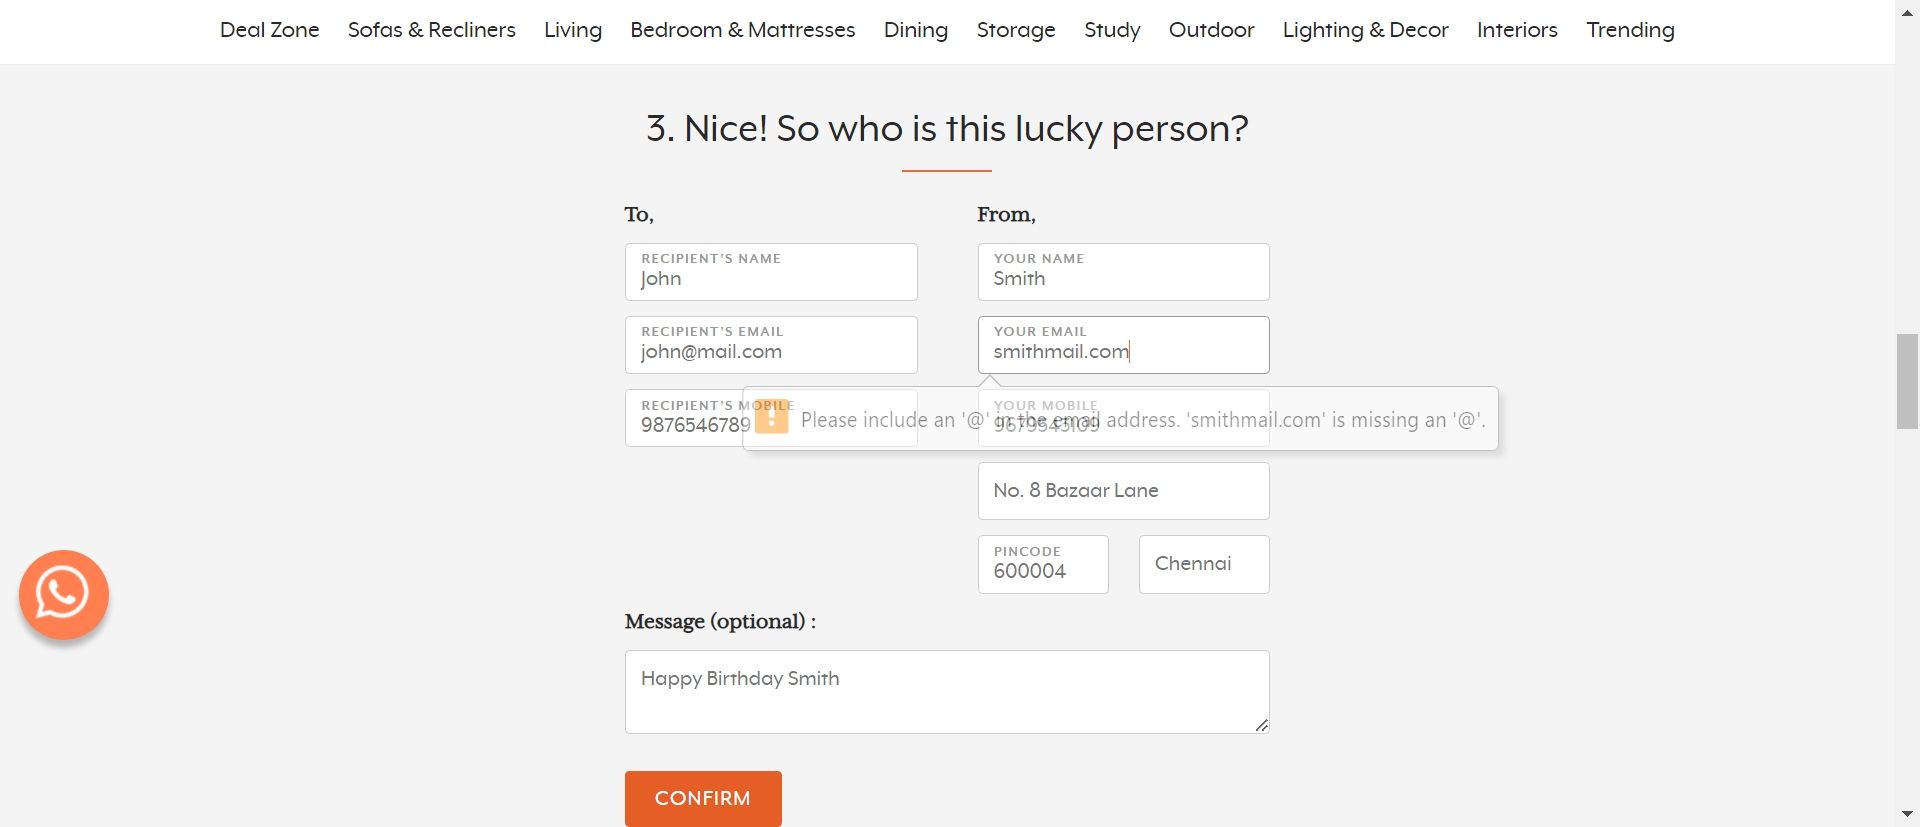 Deal Zone Sofas & Recliners Living Bedroom & Mattresses Dining Storage Study Outdoor Lighting & Decor Interiors Trending
3. Nice! So who is this lucky person?
To,
From,
RECIPIENT'S NAME
John
YOUR NAME
Smith
RECIPIENT'S EMAIL
john@mail.com
YOUR EMAIL
smithmail.com
RECIPIENT'S MOBILE
9876546789
YOUR MOBILE
Please include an '@' in the email address. 'smithmail.com' is missing an '@'.
No. 8 Bazaar Lane
PINCODE
600004
Chennai
Message (optional) :
Happy Birthday Smith
CONFIRM